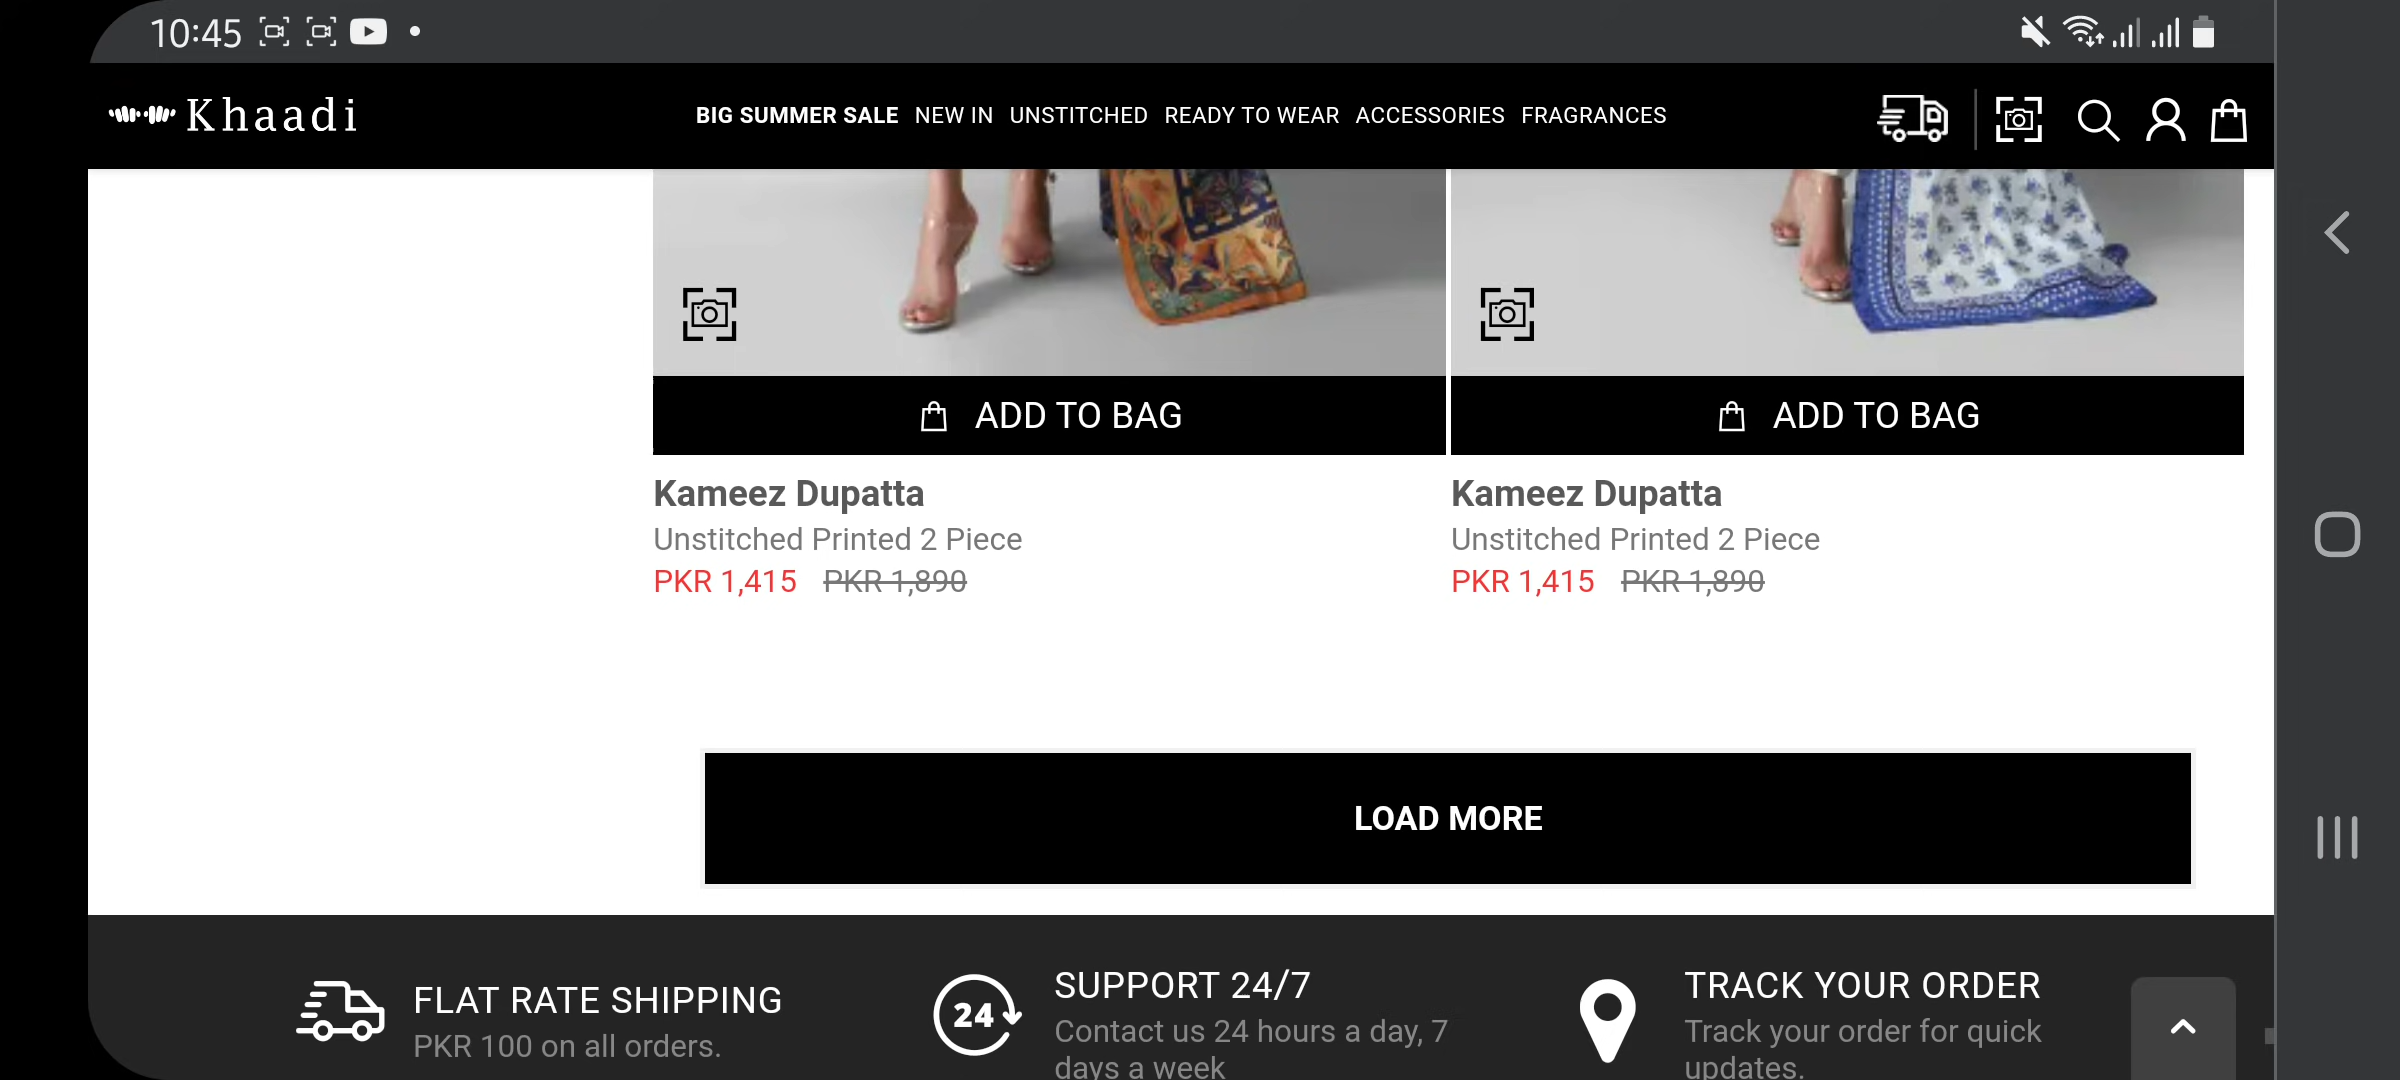 10:45
Khaadi
BIG SUMMER SALE NEW IN UNSTITCHED READY TO WEAR ACCESSORIES FRAGRANCES
ADD TO BAG
Kameez Dupatta
Unstitched Printed 2 Piece
PKR 1,415 PKR 1,890
ADD TO BAG
Kameez Dupatta
Unstitched Printed 2 Piece
PKR 1,415 PKR 1,890
LOAD MORE
FLAT RATE SHIPPING
PKR 100 on all orders.
24
SUPPORT 24/7
Contact us 24 hours a day, 7
days a week
TRACK YOUR ORDER
Track your order for quick
updates.